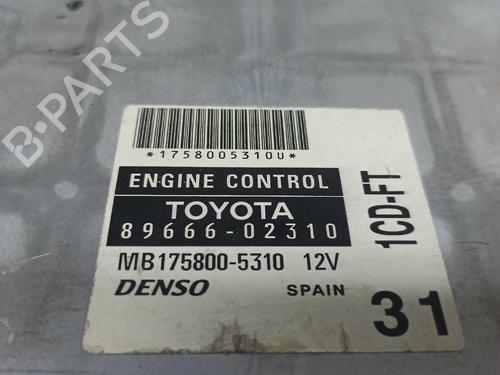 B-PARTS
*1758005310U*
ENGINE CONTROL
TOYOTA
89666-02310
MB175800-5310 12V
DENSO SPAIN
1CD-FT
31